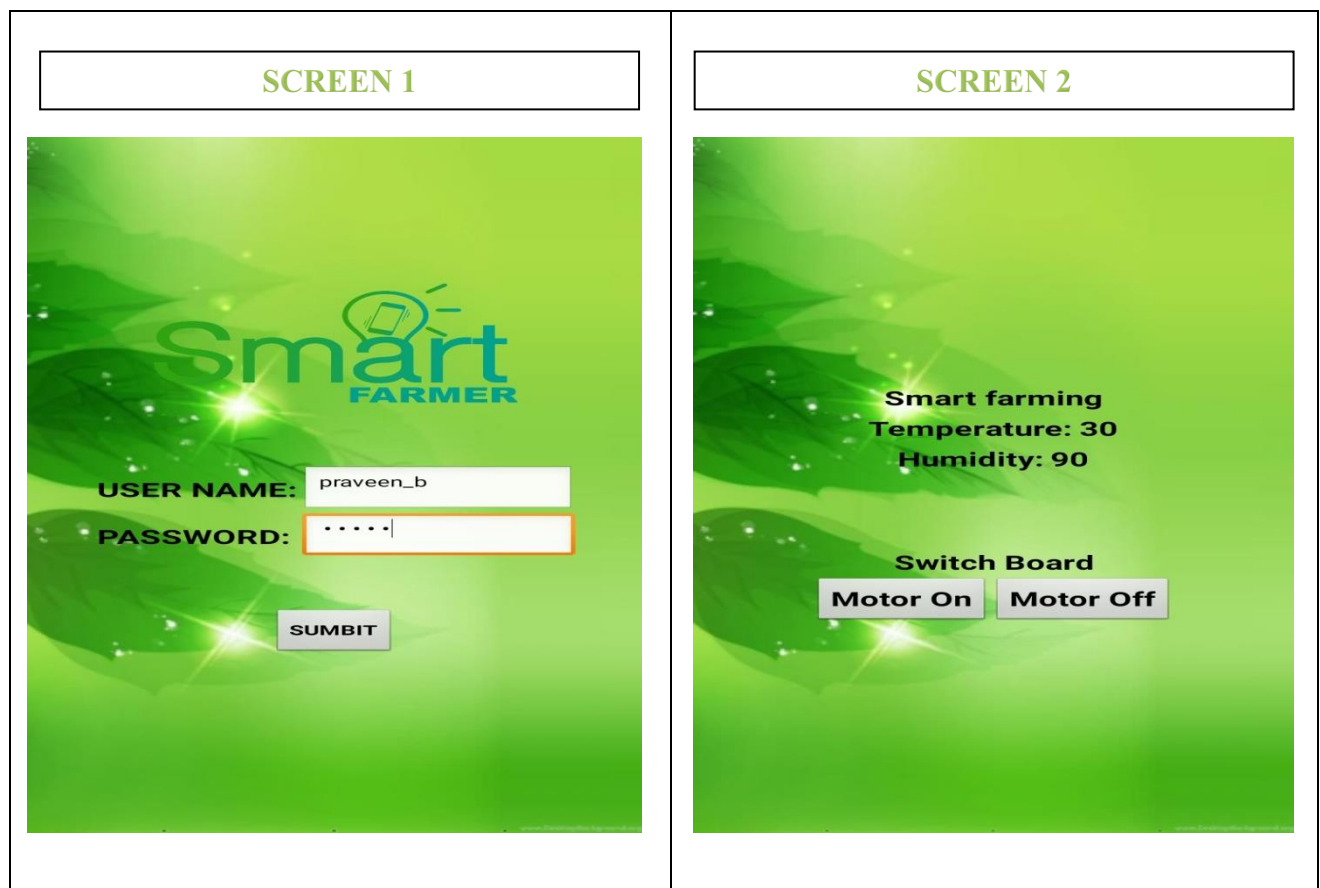 SCREEN 1
Smart
FARMER
USER NAME: praveen_b
PASSWORD: •••••
SUMBIT
SCREEN 2
Smart farming
Temperature: 30
Humidity: 90
Switch Board
Motor On Motor Off